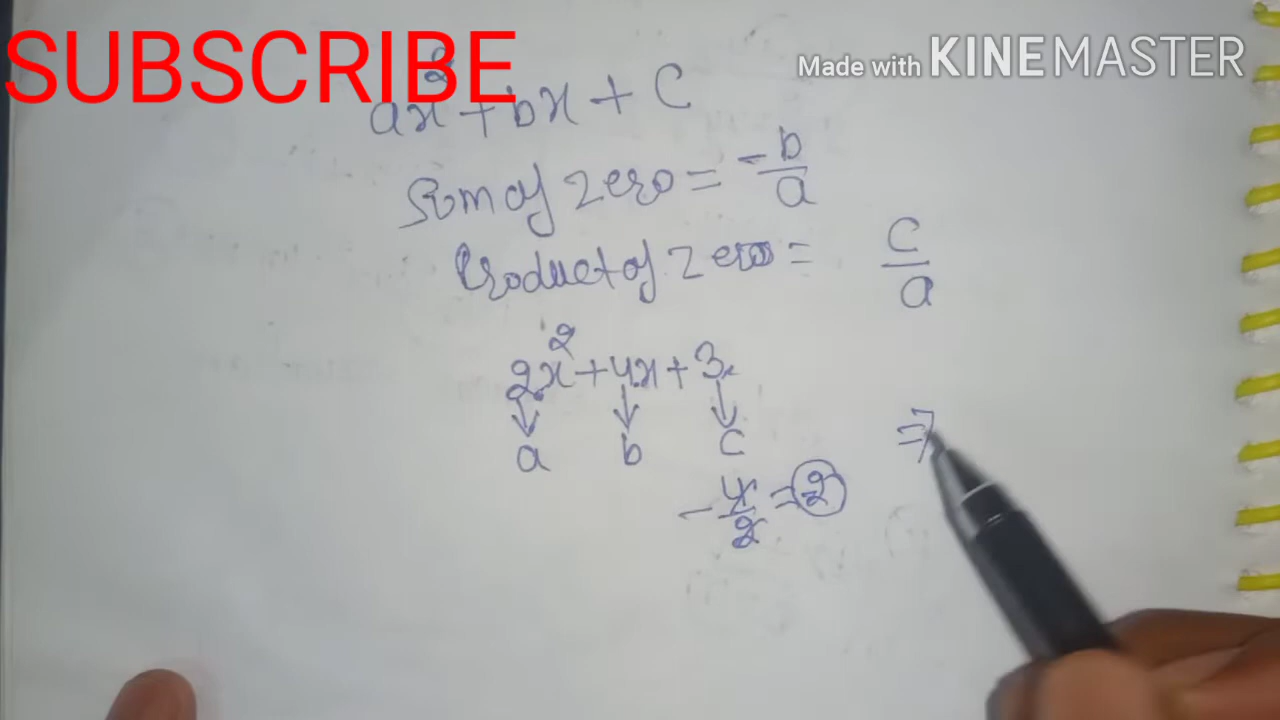 SUBSCRIBE
Made with KINEMASTER
ax² + bx + C
Sum of Zero = -b/a
Product of Zero = C/a
2x² + 4x + 3
a b C
-4/2 = 2
=